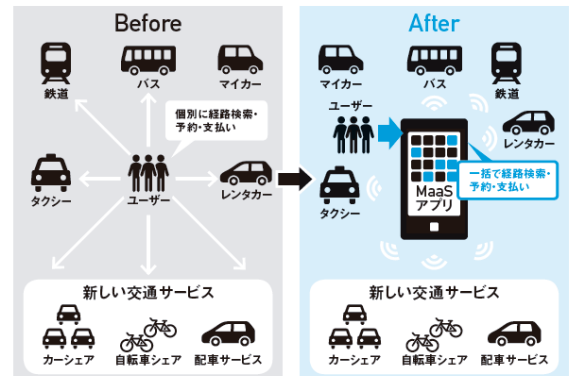 Before
鉄道
バス
マイカー
個別に経路検索・
予約・支払い
タクシー
ユーザー
レンタカー
新しい交通サービス
カーシェア
自転車シェア
配車サービス
After
マイカー
バス
鉄道
ユーザー
レンタカー
MaaS
アプリ
一括で経路検索・
予約・支払い
タクシー
新しい交通サービス
カーシェア
自転車シェア
配車サービス